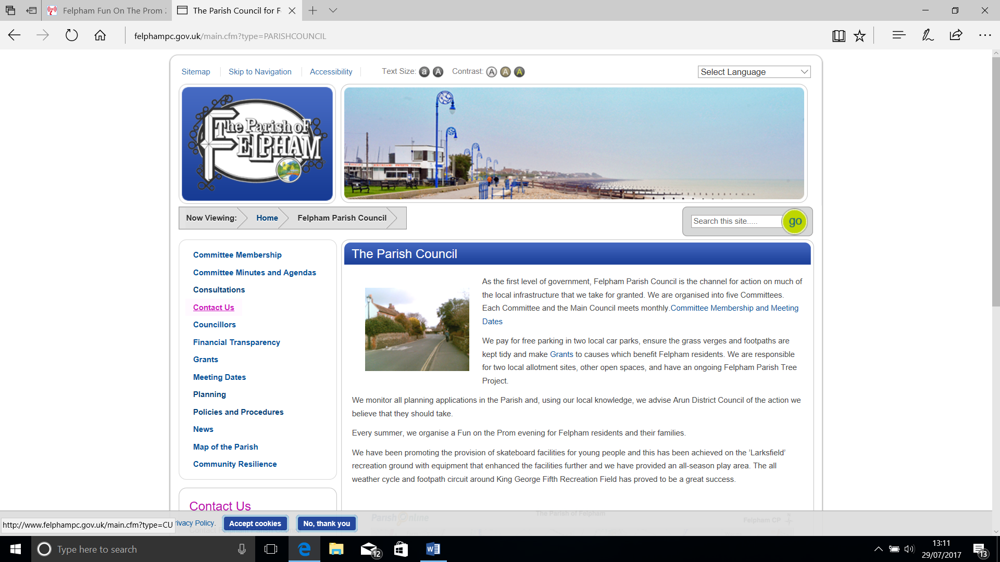 Felpham Fun On The Prom
The Parish Council for F
felphampc.gov.uk/main.cfm?type=PARISHCOUNCIL
Sitemap
Skip to Navigation
Accessibility
Text Size: a A
Contrast: A A A
Select Language
The Parish of
FELPHAM
Now Viewing:
Home
Felpham Parish Council
Search this site.....
go
Committee Membership
Committee Minutes and Agendas
Consultations
Contact Us
Councillors
Financial Transparency
Grants
Meeting Dates
Planning
Policies and Procedures
News
Map of the Parish
Community Resilience
Contact Us
The Parish Council
As the first level of government, Felpham Parish Council is the channel for action on much of
the local infrastructure that we take for granted. We are organised into five Committees.
Each Committee and the Main Council meets monthly.Committee Membership and Meeting
Dates
We pay for free parking in two local car parks, ensure the grass verges and footpaths are
kept tidy and make Grants to causes which benefit Felpham residents. We are responsible
for two local allotment sites, other open spaces, and have an ongoing Felpham Parish Tree
Project.
We monitor all planning applications in the Parish and, using our local knowledge, we advise Arun District Council of the action we
believe that they should take.
Every summer, we organise a Fun on the Prom evening for Felpham residents and their families.
We have been promoting the provision of skateboard facilities for young people and this has been achieved on the ’Larksfield’
recreation ground with equipment that enhanced the facilities further and we have provided an all-season play area. The all
weather cycle and footpath circuit around King George Fifth Recreation Field has proved to be a great success.
Parish Online
The Parish of Felpham
Felpham CP
http://www.felphampc.gov.uk/main.cfm?type=CU
rivacy Policy.
Accept cookies
No, thank you
Type here to search
12
13:11
29/07/2017
13